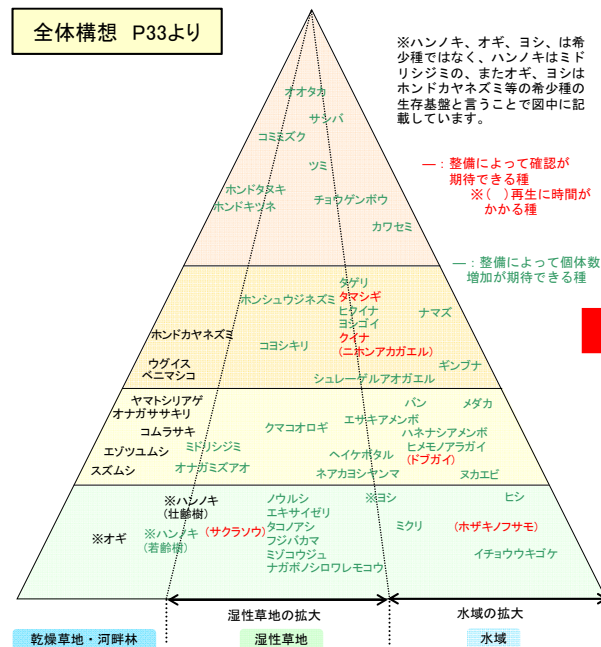 全体構想 P33より
※ハンノキ、オギ、ヨシ、は希
少種ではなく、ハンノキはミド
リシジミの、またオギ、ヨシは
ホンドカヤネズミ等の希少種の
生存基盤と言うことで図中に記
載しています。
―：整備によって確認が
期待できる種
※( )再生に時間が
かかる種
―：整備によって個体数
増加が期待できる種
オオタカ
サシバ
コミミズク
ツミ
ホンドタヌキ
ホンドキツネ
チョウゲンボウ
カワセミ
タゲリ
ホンシュウジネズミ
タマシギ
ヒクイナ
ナマズ
ヨシゴイ
ホンドカヤネズミ
クイナ
コヨシキリ
(ニホンアカガエル)
ウグイス
ベニマシコ
ギンブナ
シュレーゲルアオガエル
ヤマトシリアゲ
バン
メダカ
オナガササキリ
エサキアメンボ
コムラサキ
クマコオロギ
ハネナシアメンボ
ミドリシジミ
ヒメモノアラガイ
エゾツユムシ
ヘイケボタル
(ドブガイ)
スズムシ
オナガミズアオ
ネアカヨシヤンマ
ヌカエビ
※ハンノキ
(壮齢樹)
ノウルシ
※ヨシ
ヒシ
エキサイゼリ
※オギ
※ハンノキ
(若齢樹)
(サクラソウ)
タコノアシ
ミクリ
(ホザキノフサモ)
フジバカマ
ミゾコウジュ
イチョウウキゴケ
ナガボノシロワレモコウ
湿性草地の拡大
水域の拡大
乾燥草地・河畔林
湿性草地
水域